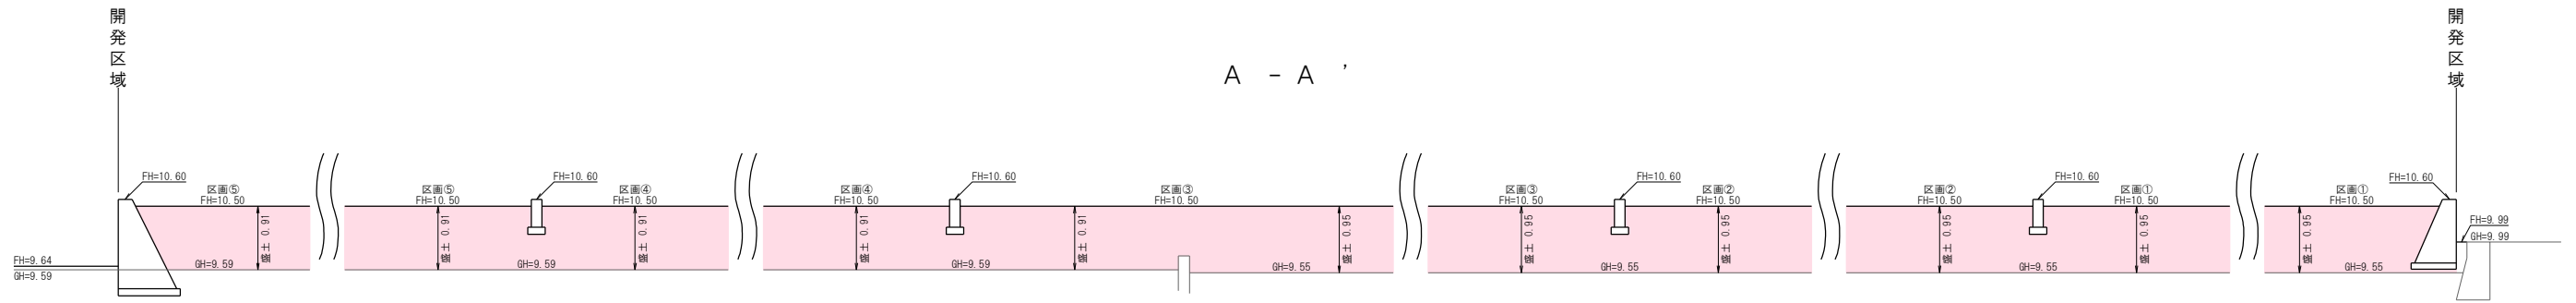 開発区域
開発区域
A - A '
FH=10.60
区画⑤
FH=10.50
盛土 0.91
GH=9.59
FH=9.64
GH=9.59
区画⑤
FH=10.50
盛土 0.91
FH=10.60
GH=9.59
区画④
FH=10.50
盛土 0.91
区画④
FH=10.50
盛土 0.91
FH=10.60
GH=9.59
盛土 0.91
区画③
FH=10.50
GH=9.55
盛土 0.95
区画③
FH=10.50
盛土 0.95
FH=10.60
GH=9.55
区画②
FH=10.50
盛土 0.95
区画②
FH=10.50
盛土 0.95
FH=10.60
GH=9.55
区画①
FH=10.50
盛土 0.95
区画①
FH=10.50
盛土 0.95
GH=9.55
FH=10.60
FH=9.99
GH=9.99